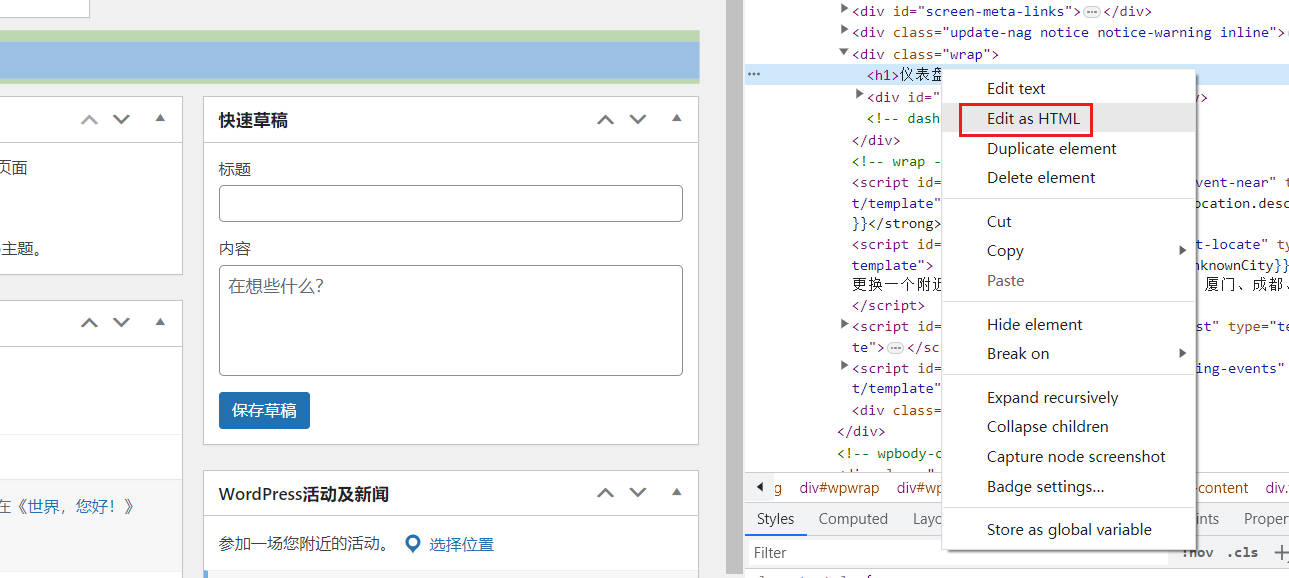 页面
主题。
在《世界，您好！》
快速草稿
标题
内容
在想些什么？
保存草稿
WordPress活动及新闻
参加一场您附近的活动。 选择位置
<div id="screen-meta-links"> ⋯ </div>
<div class="update-nag notice notice-warning inline">
<div class="wrap">
<h1>仪表盘
<div id="
<!-- dash
</div>
<!-- wrap -
<script id= vent-near" t
t/template" ocation.desc
}}</strong>
<script id= t-locate" ty
template"> nknownCity}}
更换一个附近 厦门、成都、
</script>
<script id= st" type="te
te"> ⋯ </sc
<script id= ing-events"
t/template"
<div class=
</div>
<!-- wpbody-c
Edit text
Edit as HTML
Duplicate element
Delete element
Cut
Copy
Paste
Hide element
Break on
Expand recursively
Collapse children
Capture node screenshot
Badge settings...
Store as global variable
g div#wpwrap div#wp -content div.
Styles Computed Layo ints Proper
Filter :hov .cls +